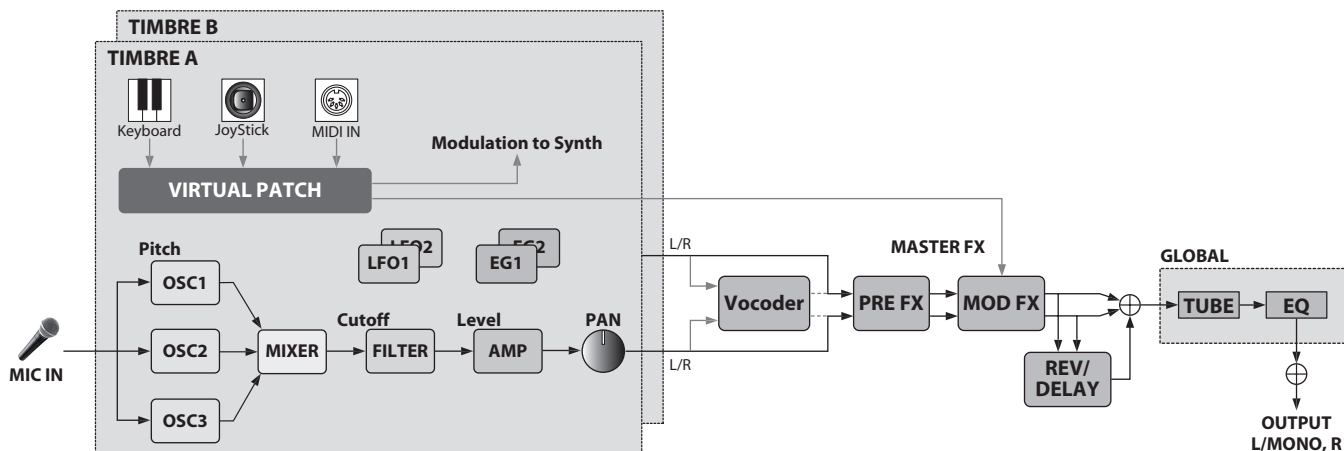 TIMBRE B
TIMBRE A
Keyboard
JoyStick
MIDI IN
Modulation to Synth
VIRTUAL PATCH
Pitch
LFO2
LFO1
EG2
EG1
L/R
MASTER FX
GLOBAL
OSC1
Vocoder
PRE FX
MOD FX
TUBE
EQ
Cutoff
Level
PAN
MIC IN
OSC2
MIXER
FILTER
AMP
L/R
REV/
DELAY
OSC3
OUTPUT
L/MONO, R